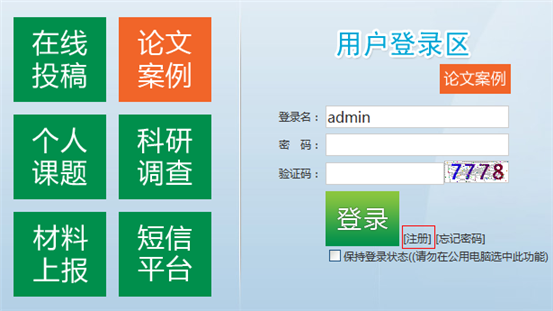 在线
投稿
论文
案例
个人
课题
科研
调查
材料
上报
短信
平台
用户登录区
论文案例
登录名： admin
密 码：
验证码： 7778
登录
[注册] [忘记密码]
保持登录状态((请勿在公用电脑选中此功能)